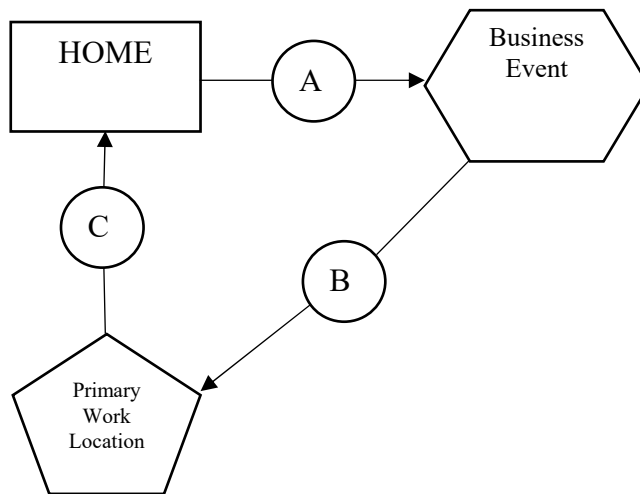 HOME
A
Business
Event
C
B
Primary
Work
Location